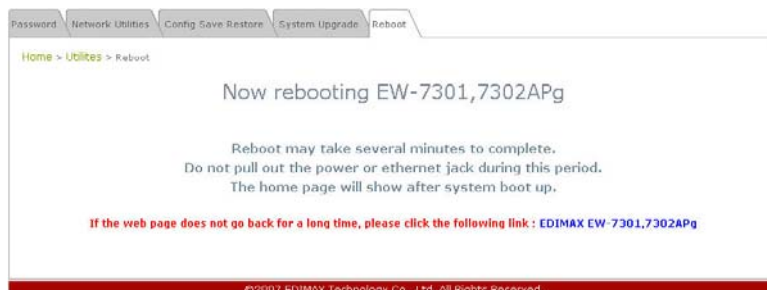 Password Network Utilities Config Save Restore System Upgrade Reboot
Home > Utilites > Reboot
Now rebooting EW-7301,7302APg
Reboot may take several minutes to complete.
Do not pull out the power or ethernet jack during this period.
The home page will show after system boot up.
If the web page does not go back for a long time, please click the following link : EDIMAX EW-7301,7302APg
©2007 EDIMAX Technology Co., Ltd. All Rights Reserved